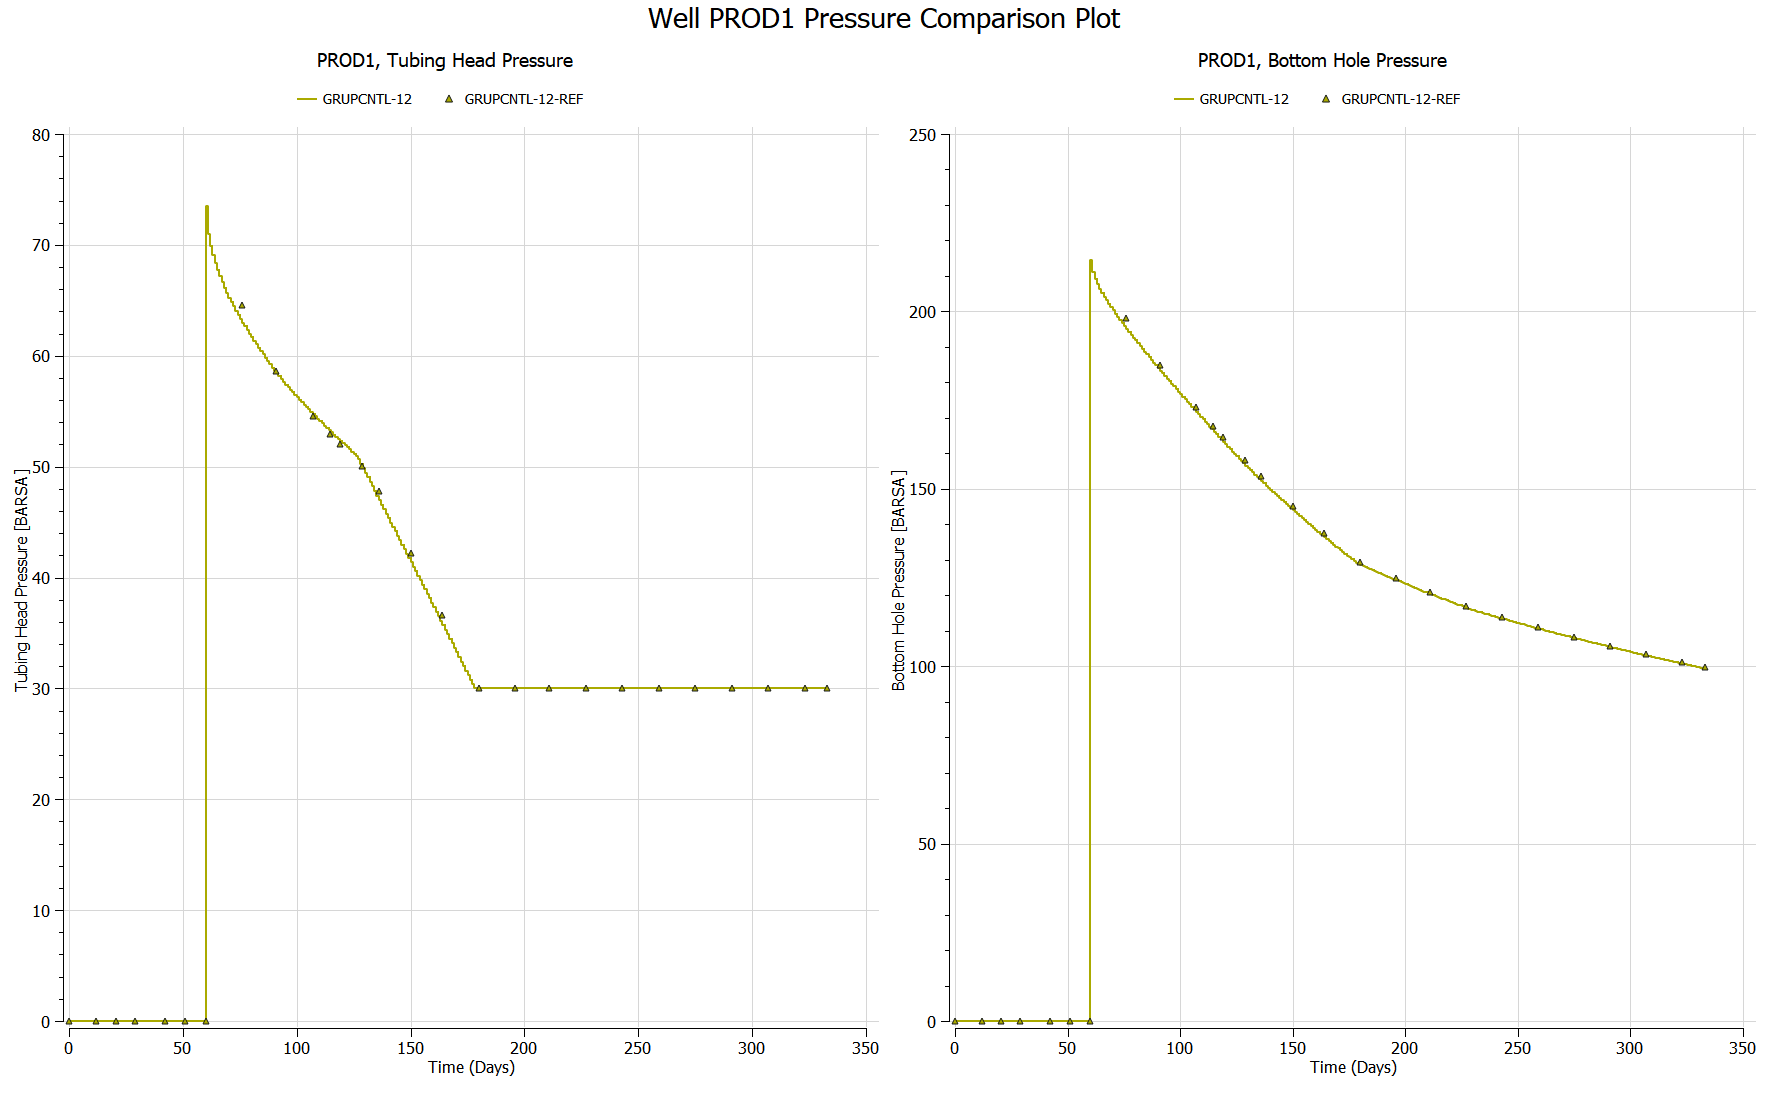 Well PROD1 Pressure Comparison Plot
PROD1, Tubing Head Pressure
GRUPCNTL-12 GRUPCNTL-12-REF
Tubing Head Pressure [BARSA]
80
70
60
50
40
30
20
10
0
0 50 100 150 200 250 300 350
Time (Days)
PROD1, Bottom Hole Pressure
GRUPCNTL-12 GRUPCNTL-12-REF
Bottom Hole Pressure [BARSA]
250
200
150
100
50
0
0 50 100 150 200 250 300 350
Time (Days)